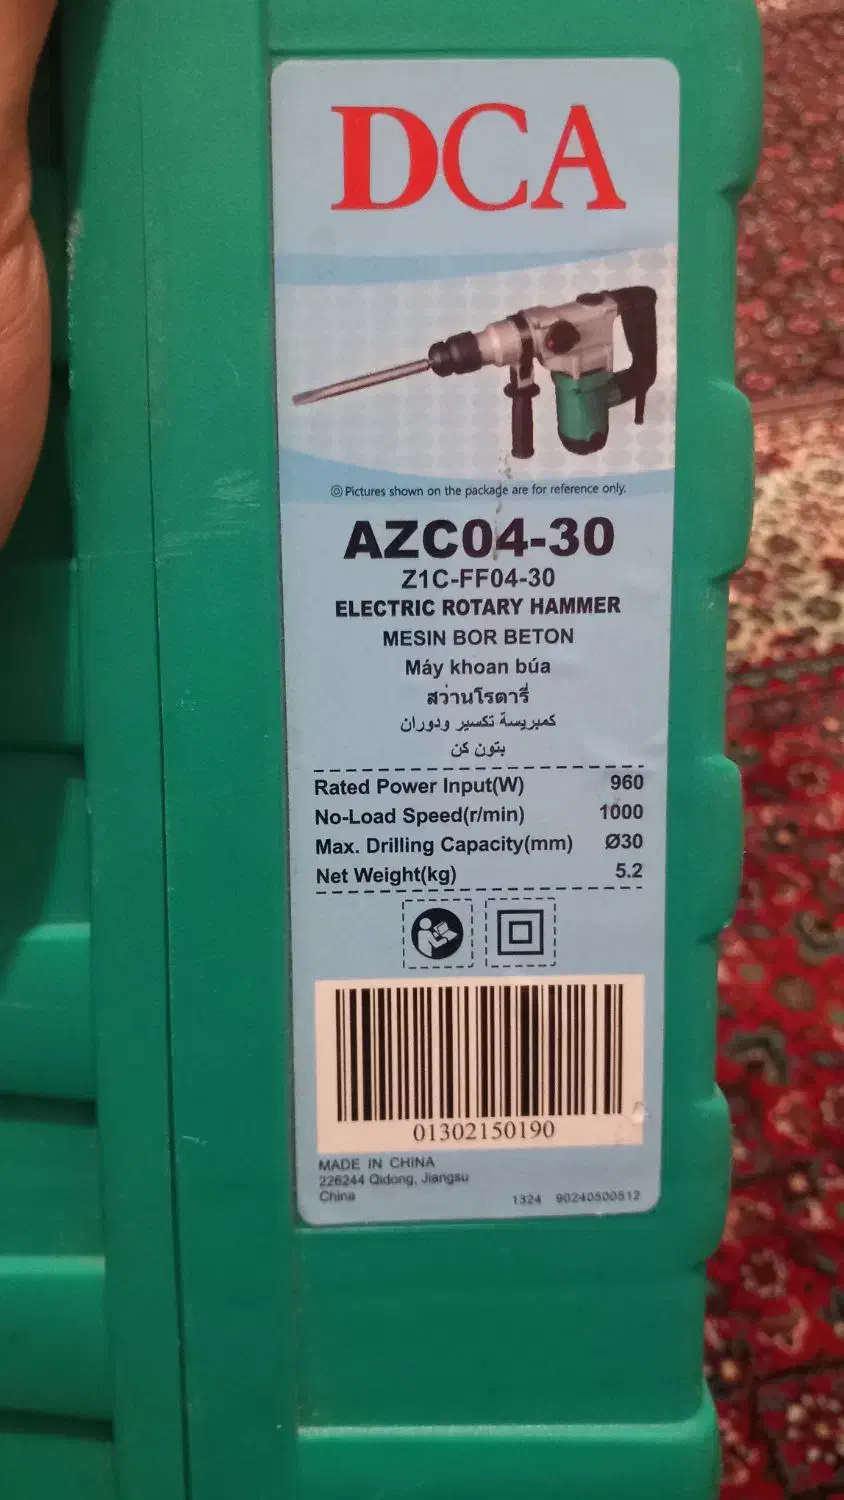 DCA
◎ Pictures shown on the package are for reference only.
AZC04-30
Z1C-FF04-30
ELECTRIC ROTARY HAMMER
MESIN BOR BETON
Máy khoan búa
สว่านโรตารี่
كمبريسة تكسير ودوران
بتون كن
Rated Power Input(W) 960
No-Load Speed(r/min) 1000
Max. Drilling Capacity(mm) Ø30
Net Weight(kg) 5.2
01302150190
MADE IN CHINA
226244 Qidong, Jiangsu
China 1324 90240500512